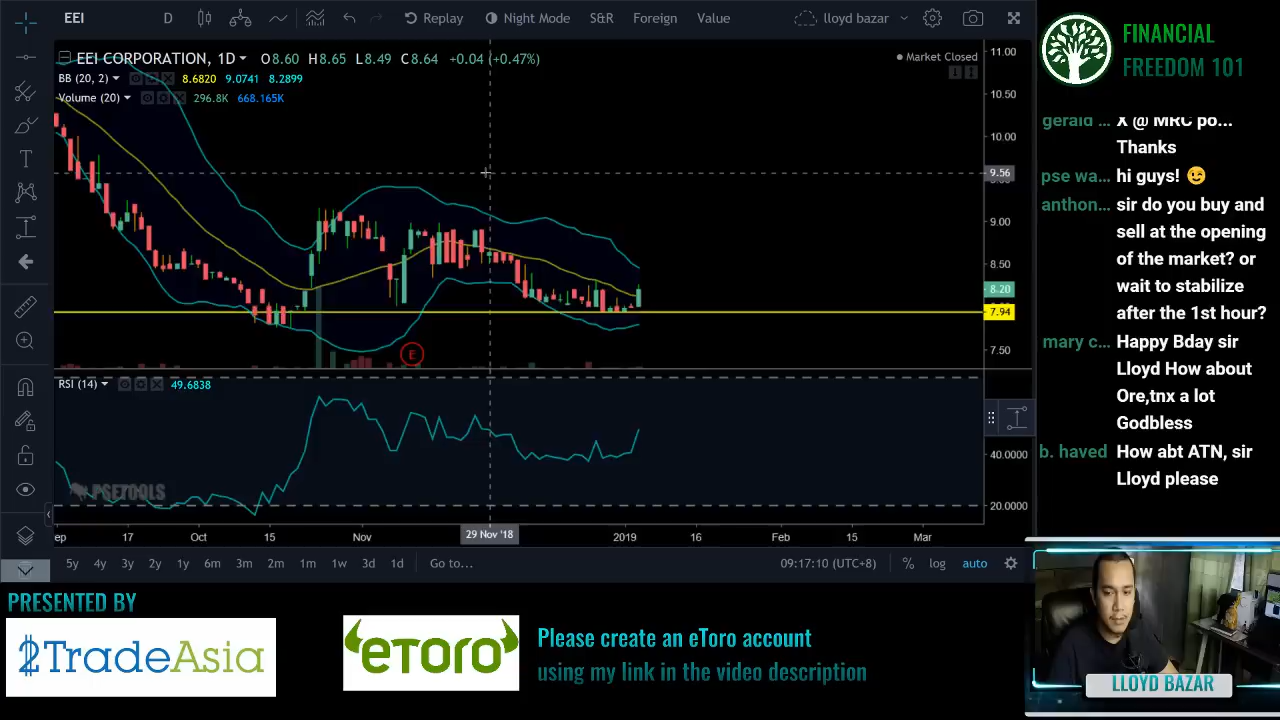 EEI
D
Replay
Night Mode
S&R
Foreign
Value
lloyd bazar
EEI CORPORATION, 1D
O8.60 H8.65 L8.49 C8.64 +0.04 (+0.47%)
Market Closed
BB (20, 2) 8.6820 9.0741 8.2899
Volume (20) 296.8K 668.165K
11.00
10.50
10.00
9.56
9.00
8.50
8.20
7.94
7.50
E
RSI (14) 49.6838
40.0000
20.0000
PSETOOLS
ep
17
Oct
15
Nov
29 Nov '18
2019
16
Feb
15
Mar
5y 4y 3y 2y 1y 6m 3m 2m 1m 1w 3d 1d Go to...
09:17:10 (UTC+8)
% log auto
FINANCIAL
FREEDOM 101
gerald ... X @ MRC po...
Thanks
pse wa... hi guys! 😉
anthon... sir do you buy and
sell at the opening
of the market? or
wait to stabilize
after the 1st hour?
mary c... Happy Bday sir
Lloyd How about
Ore,tnx a lot
Godbless
b. haved How abt ATN, sir
Lloyd please
LLOYD BAZAR
PRESENTED BY
2TradeAsia
eToro
Please create an eToro account
using my link in the video description